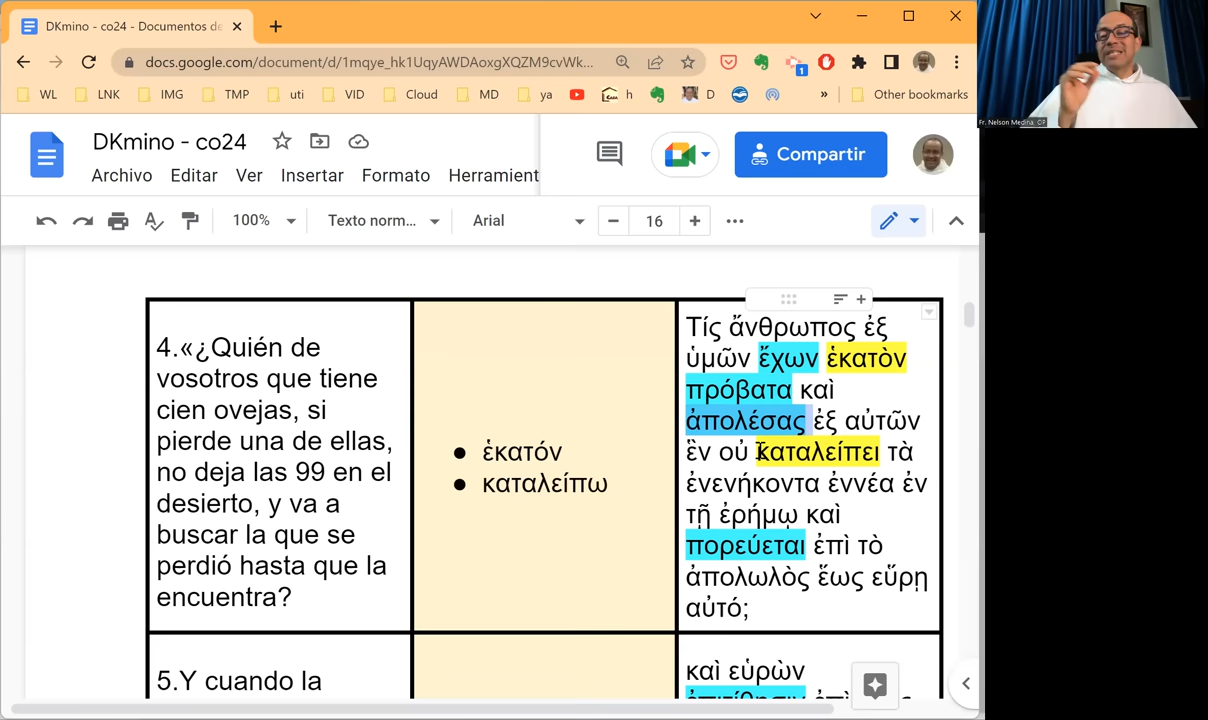 DKmino - co24 - Documentos de
docs.google.com/document/d/1mqye_hk1UqyAWDAoxgXQZM9cvWk...
WL LNK IMG TMP uti VID Cloud MD ya h D » Other bookmarks
Fr. Nelson Medina, OP
DKmino - co24
Compartir
Archivo Editar Ver Insertar Formato Herramient
100% Texto norm... Arial 16
4.«¿Quién de
vosotros que tiene
cien ovejas, si
pierde una de ellas,
no deja las 99 en el
desierto, y va a
buscar la que se
perdió hasta que la
encuentra?
● ἑκατόν
● καταλείπω
Τίς ἄνθρωπος ἐξ
ὑμῶν ἔχων ἑκατὸν
πρόβατα καὶ
ἀπολέσας ἐξ αὐτῶν
ἓν οὐ καταλείπει τὰ
ἐνενήκοντα ἐννέα ἐν
τῇ ἐρήμῳ καὶ
πορεύεται ἐπὶ τὸ
ἀπολωλὸς ἕως εὕρῃ
αὐτό;
5.Y cuando la
καὶ εὑρὼν